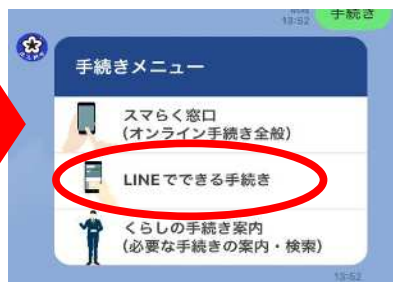 手続き
13:52
手続きメニュー
スマらく窓口
(オンライン手続き全般)
LINEでできる手続き
くらしの手続き案内
(必要な手続きの案内・検索)
13:52